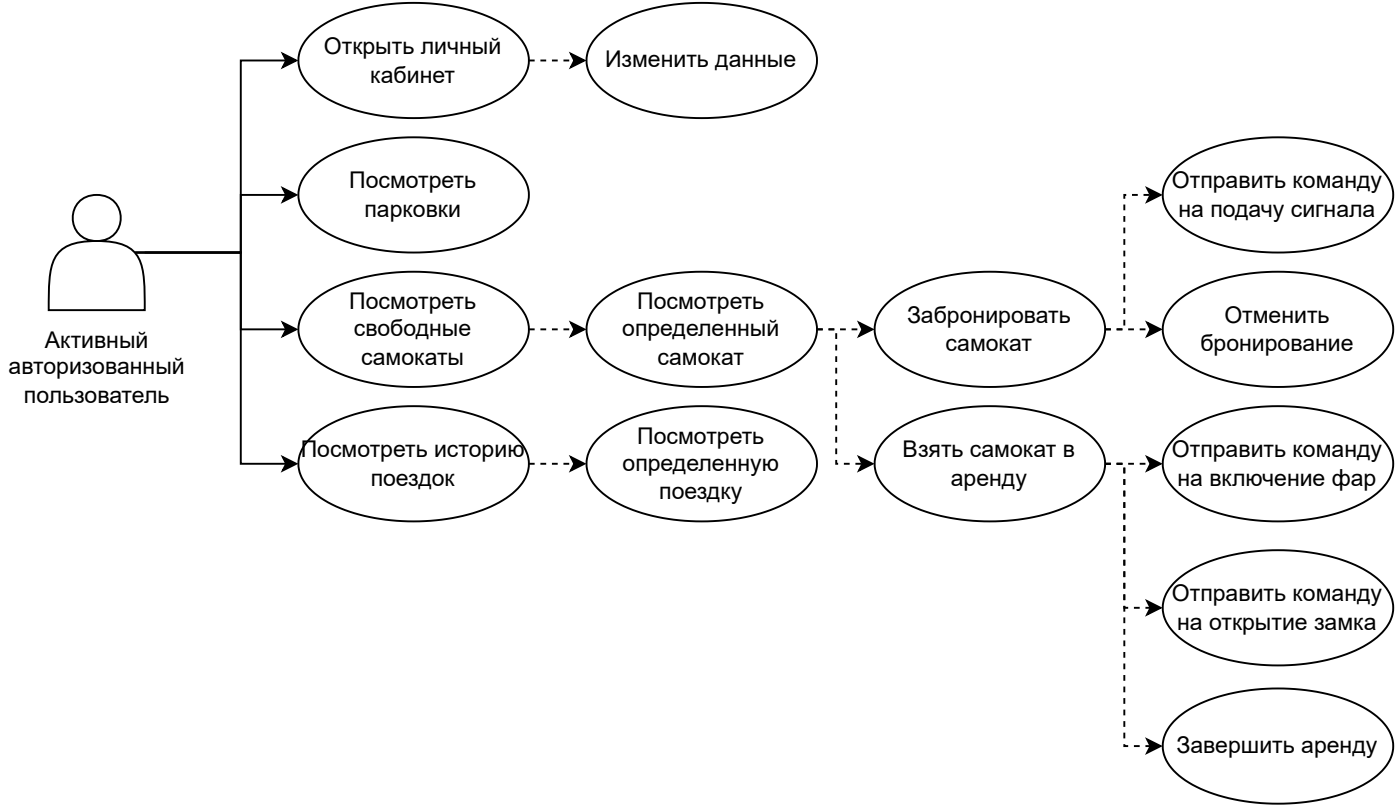 Открыть личный
кабинет
Изменить данные
Посмотреть
парковки
Отправить команду
на подачу сигнала
Активный
авторизованный
пользователь
Посмотреть
свободные
самокаты
Посмотреть
определенный
самокат
Забронировать
самокат
Отменить
бронирование
Посмотреть историю
поездок
Посмотреть
определенную
поездку
Взять самокат в
аренду
Отправить команду
на включение фар
Отправить команду
на открытие замка
Завершить аренду